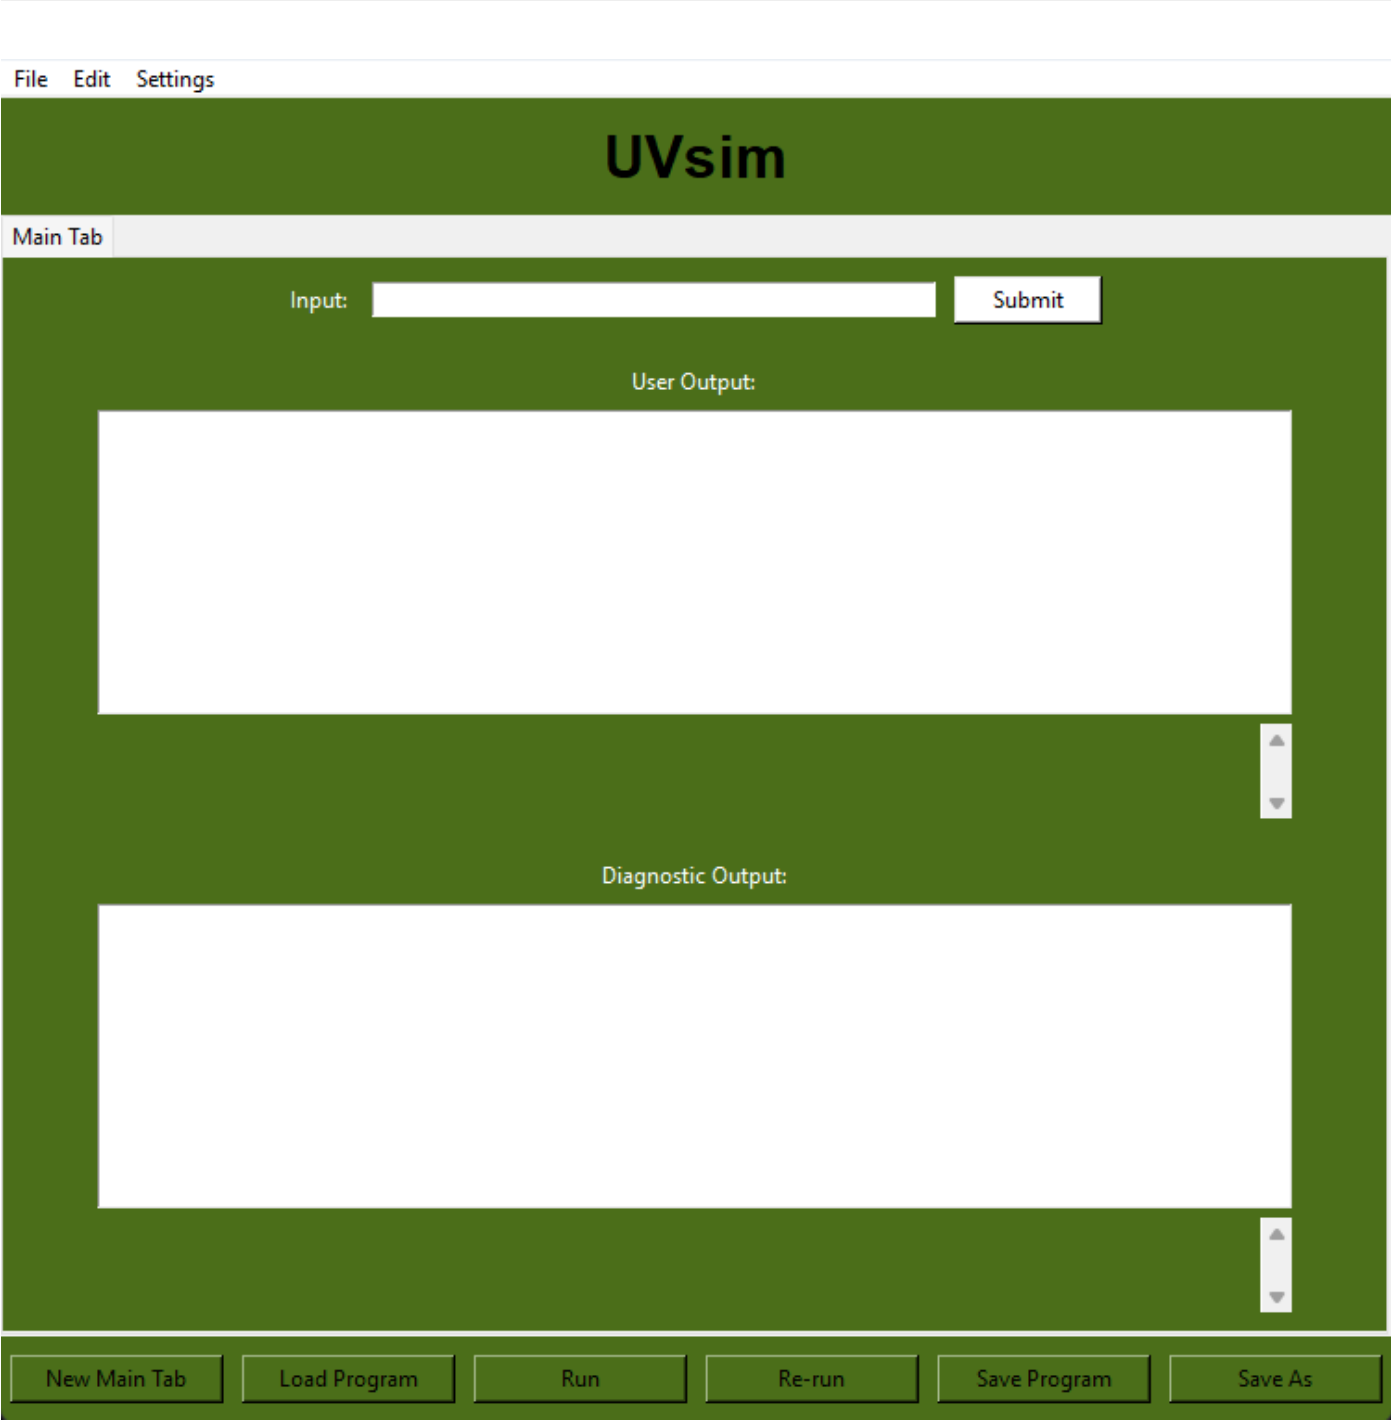 File Edit Settings
UVsim
Main Tab
Input: Submit
User Output:
Diagnostic Output:
New Main Tab Load Program Run Re-run Save Program Save As